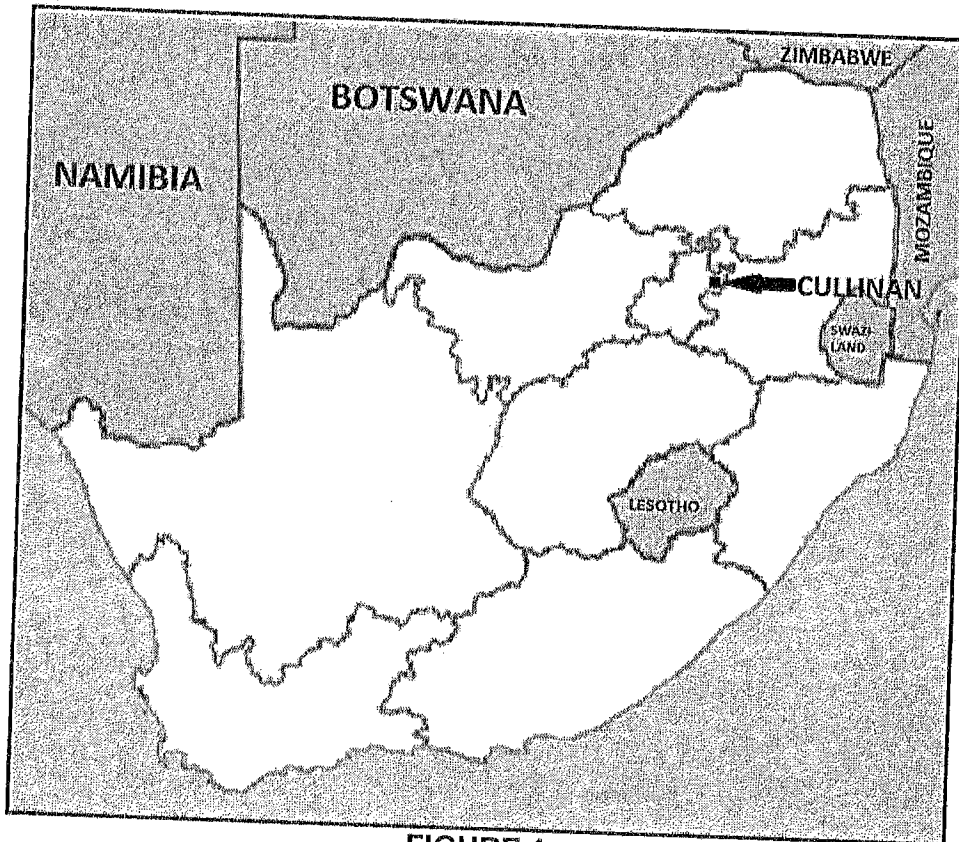 ZIMBABWE
BOTSWANA
NAMIBIA
MOZAMBIQUE
CULLINAN
SWAZI-
LAND
LESOTHO